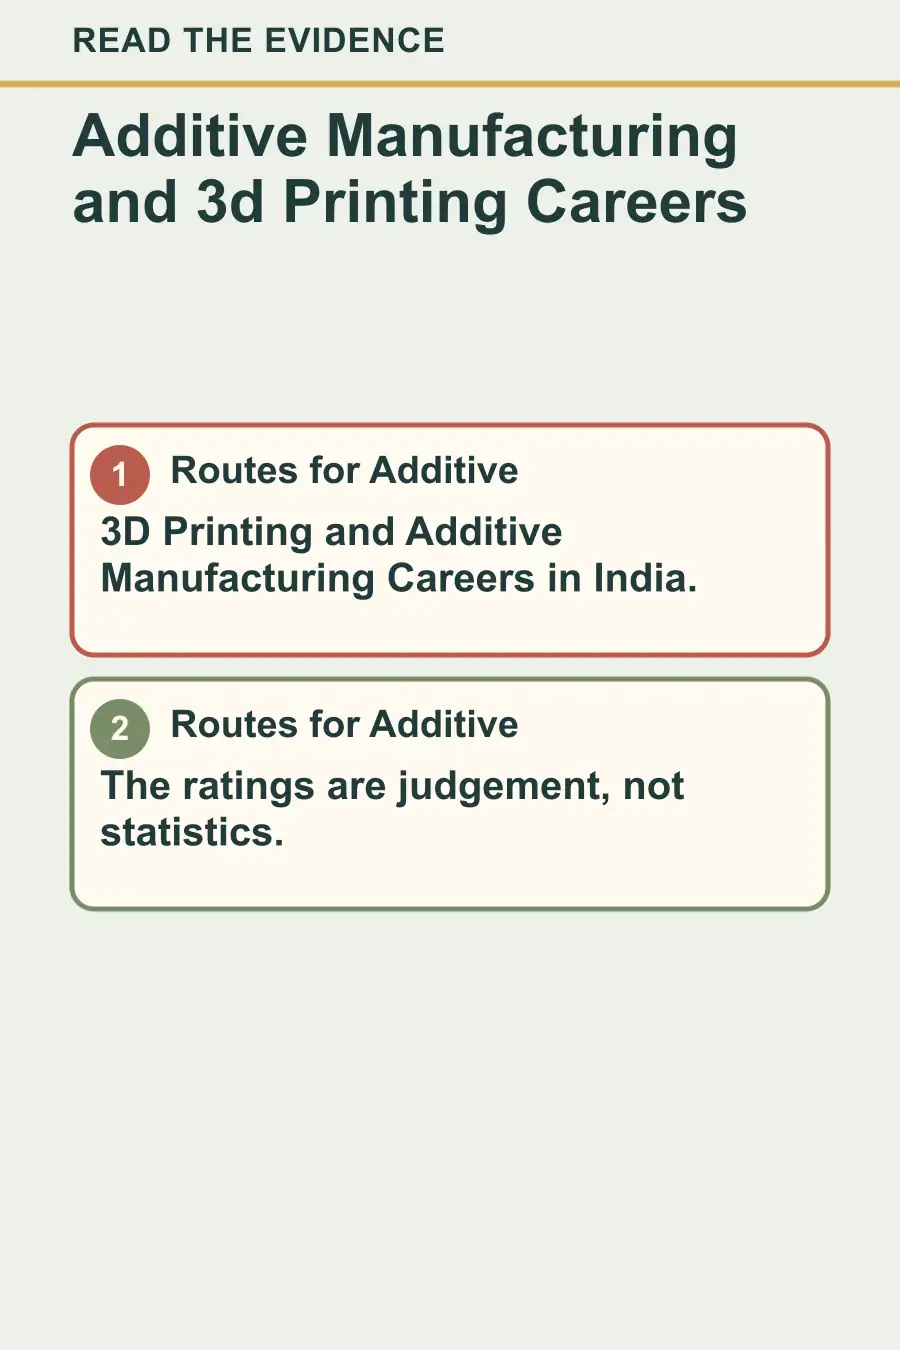 READ THE EVIDENCE
Additive Manufacturing
and 3d Printing Careers
1 Routes for Additive
3D Printing and Additive
Manufacturing Careers in India.
2 Routes for Additive
The ratings are judgement, not
statistics.